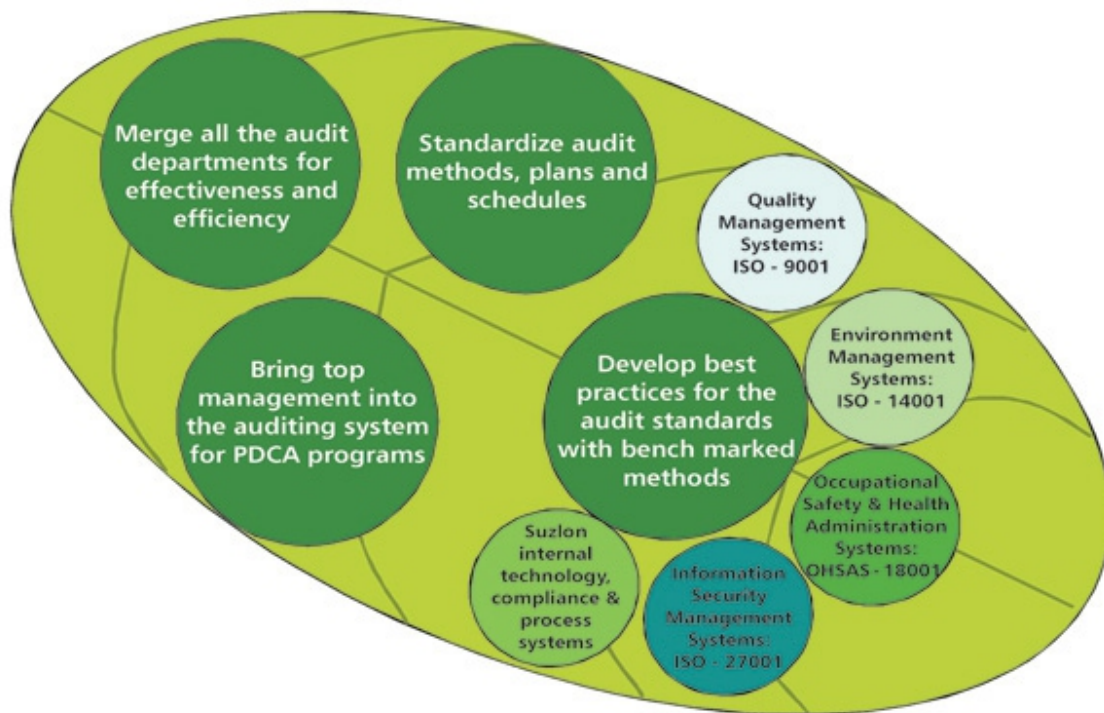 Merge all the audit
departments for
effectiveness and
efficiency
Standardize audit
methods, plans and
schedules
Quality
Management
Systems:
ISO - 9001
Environment
Management
Systems:
ISO - 14001
Bring top
management into
the auditing system
for PDCA programs
Develop best
practices for the
audit standards
with bench marked
methods
Occupational
Safety & Health
Administration
Systems:
OHSAS - 18001
Suzlon
internal
technology,
compliance &
process
systems
Information
Security
Management
Systems:
ISO - 27001